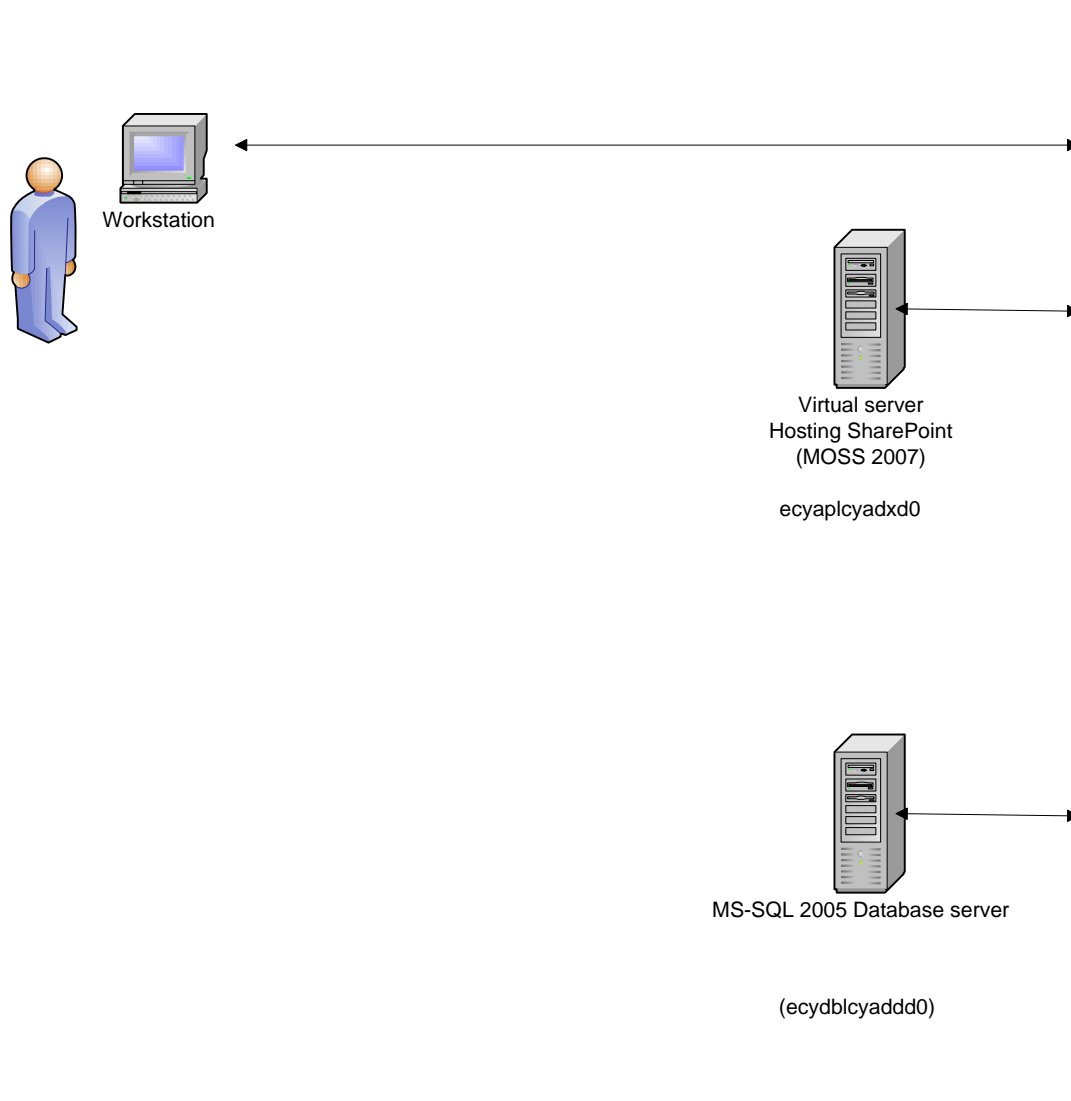 Workstation
Virtual server
Hosting SharePoint
(MOSS 2007)
ecyaplcyadxd0
MS-SQL 2005 Database server
(ecydblcyaddd0)